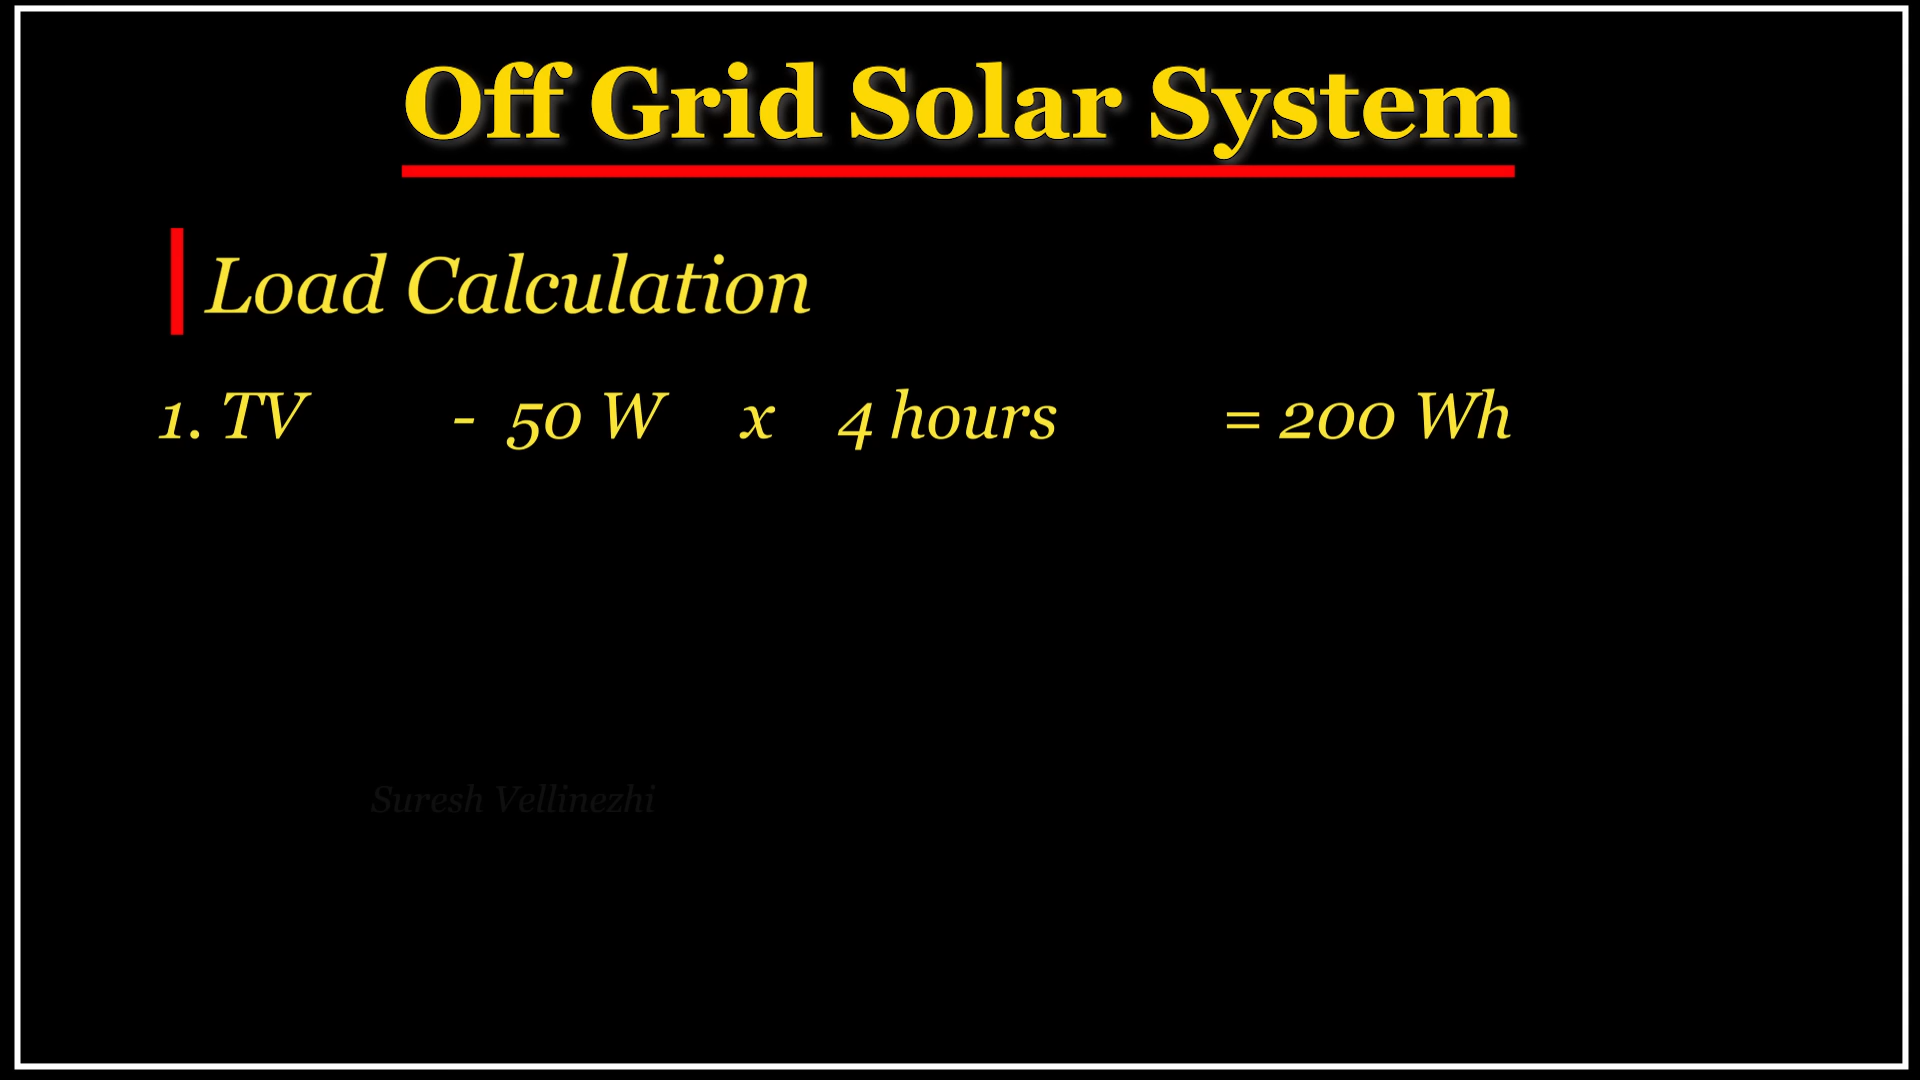 Off Grid Solar System
Load Calculation
1. TV - 50 W x 4 hours = 200 Wh
Suresh Vellinezhi